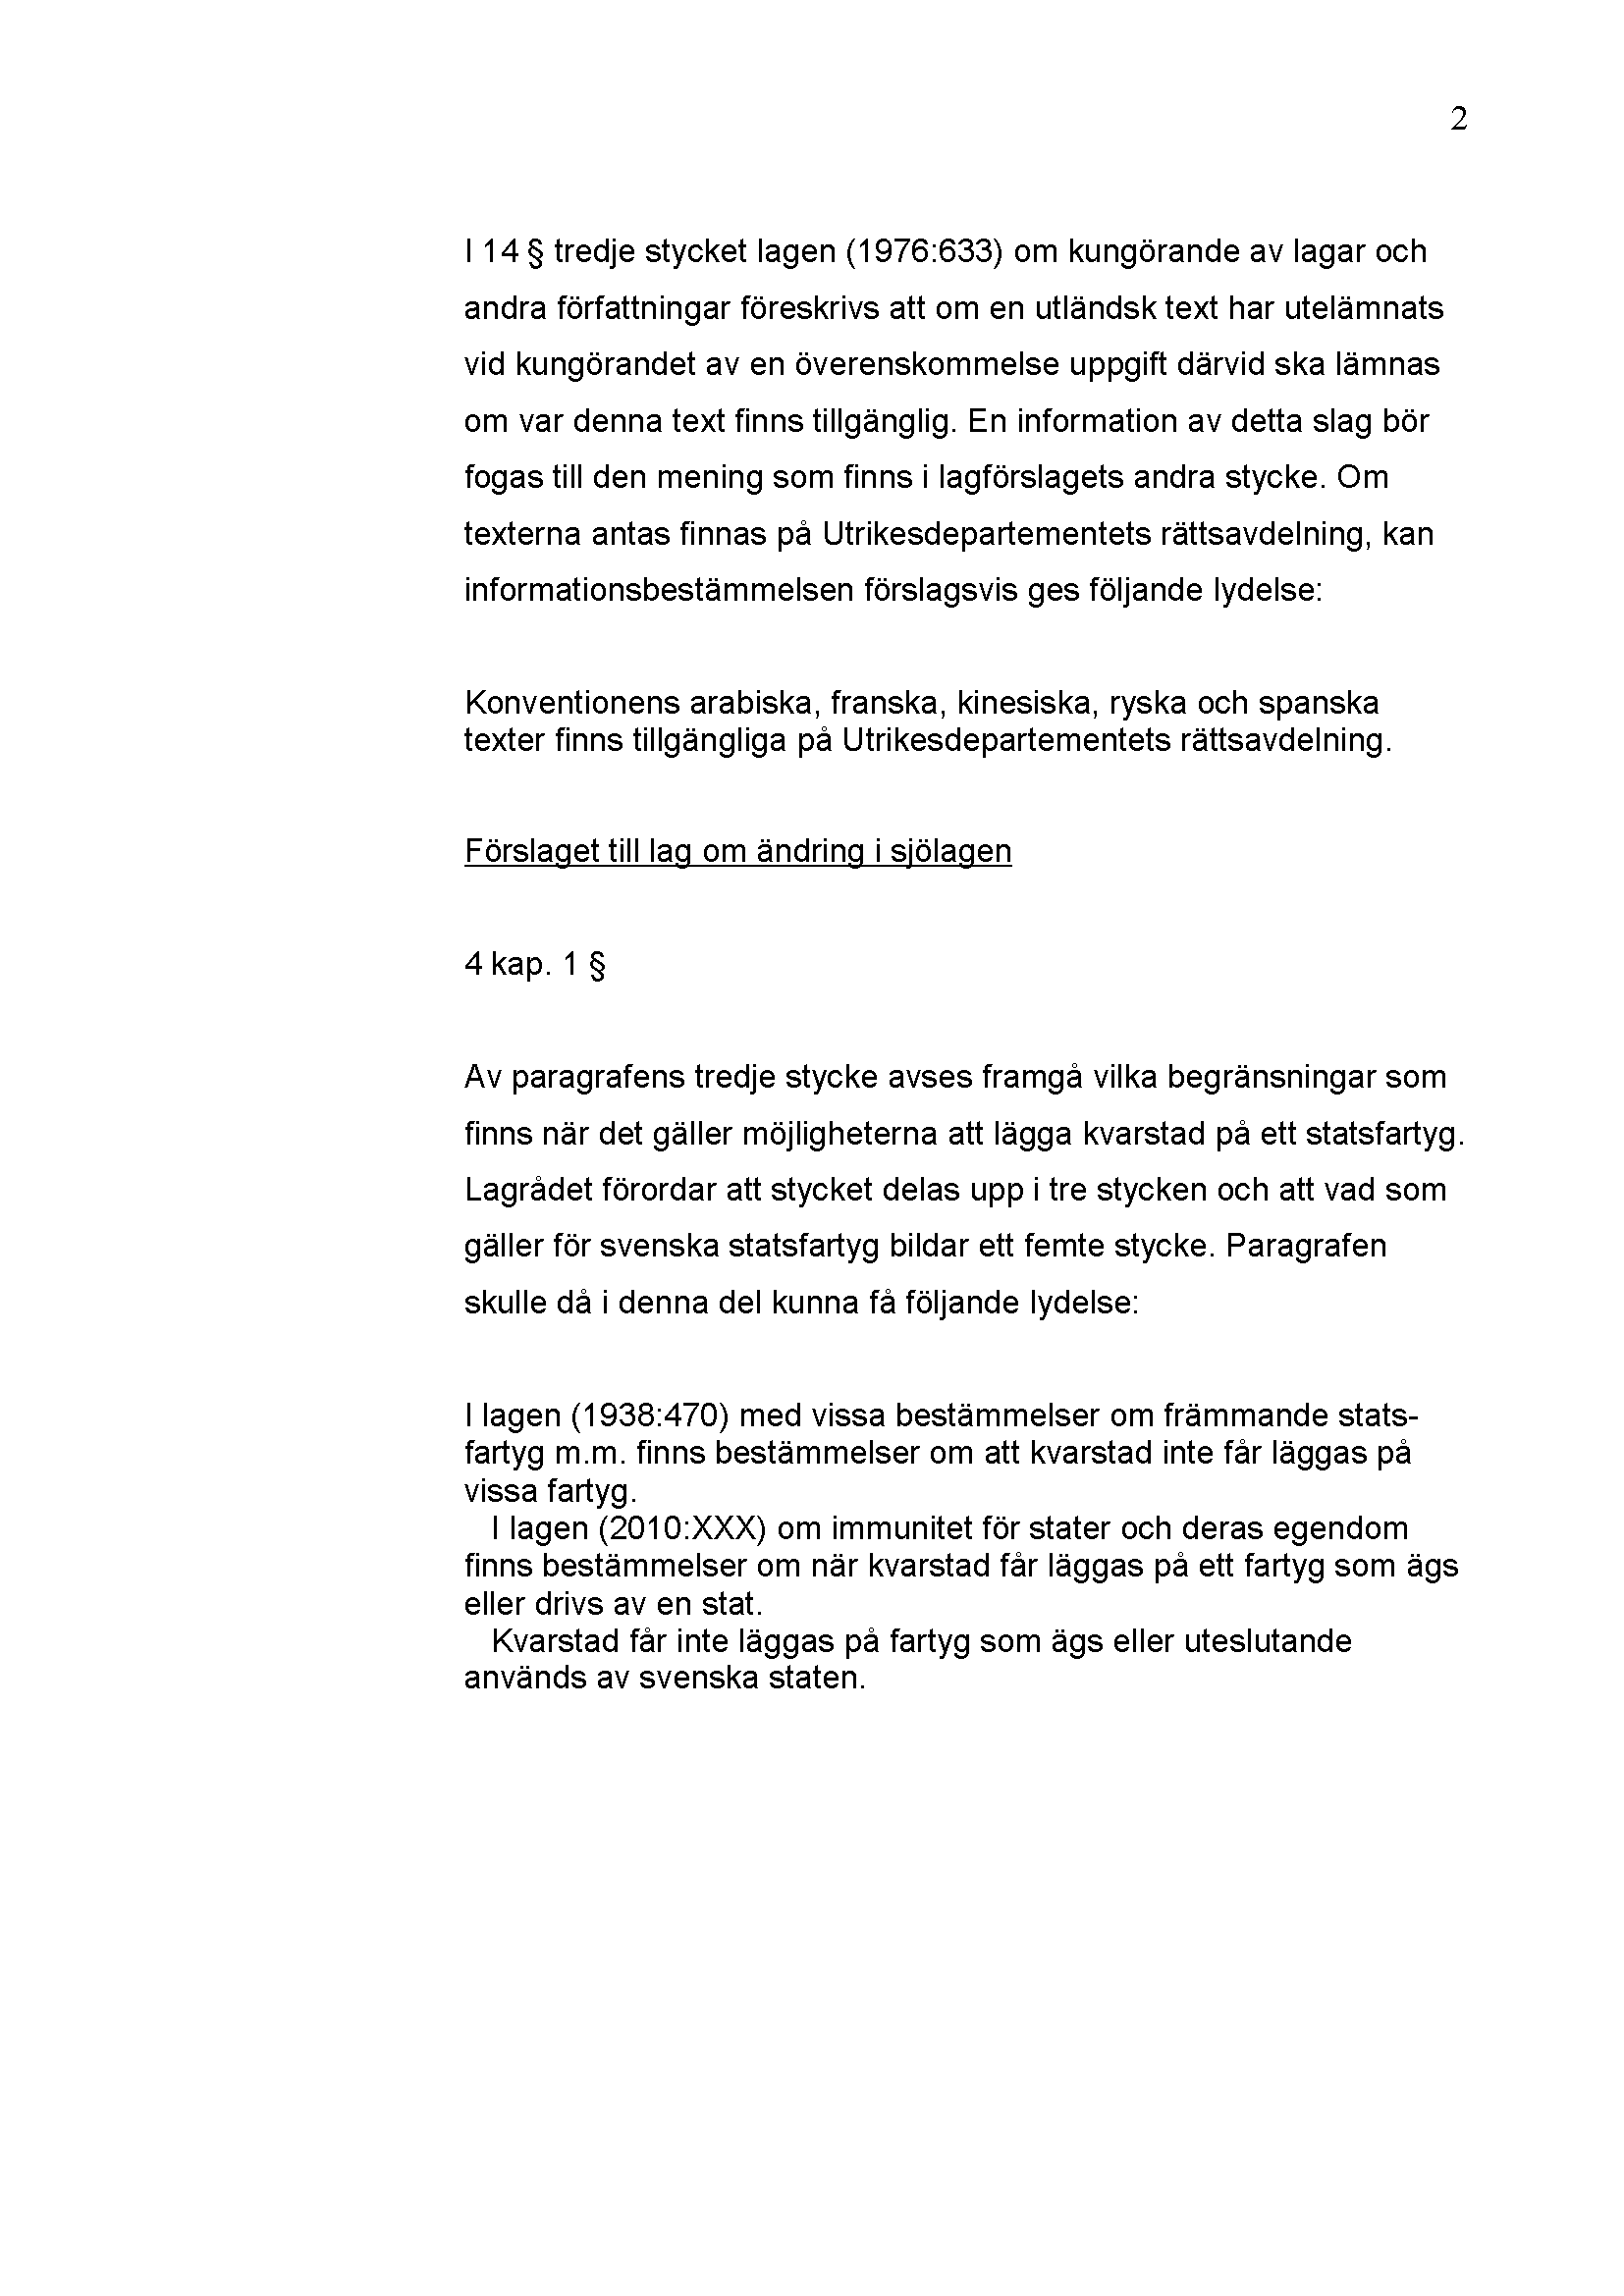 2
I 14 § tredje stycket lagen (1976:633) om kungörande av lagar och
andra författningar föreskrivs att om en utländsk text har utelämnats
vid kungörandet av en överenskommelse uppgift därvid ska lämnas
om var denna text finns tillgänglig. En information av detta slag bör
fogas till den mening som finns i lagförslagets andra stycke. Om
texterna antas finnas på Utrikesdepartementets rättsavdelning, kan
informationsbestämmelsen förslagsvis ges följande lydelse:
Konventionens arabiska, franska, kinesiska, ryska och spanska
texter finns tillgängliga på Utrikesdepartementets rättsavdelning.
Förslaget till lag om ändring i sjölagen
4 kap. 1 §
Av paragrafens tredje stycke avses framgå vilka begränsningar som
finns när det gäller möjligheterna att lägga kvarstad på ett statsfartyg.
Lagrådet förordar att stycket delas upp i tre stycken och att vad som
gäller för svenska statsfartyg bildar ett femte stycke. Paragrafen
skulle då i denna del kunna få följande lydelse:
I lagen (1938:470) med vissa bestämmelser om främmande stats-
fartyg m.m. finns bestämmelser om att kvarstad inte får läggas på
vissa fartyg.
I lagen (2010:XXX) om immunitet för stater och deras egendom
finns bestämmelser om när kvarstad får läggas på ett fartyg som ägs
eller drivs av en stat.
Kvarstad får inte läggas på fartyg som ägs eller uteslutande
används av svenska staten.